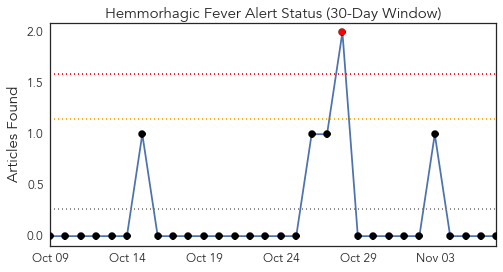 Hemmorhagic Fever Alert Status (30-Day Window)
Articles Found
2.0
1.5
1.0
0.5
0.0
Oct 09 Oct 14 Oct 19 Oct 24 Oct 29 Nov 03